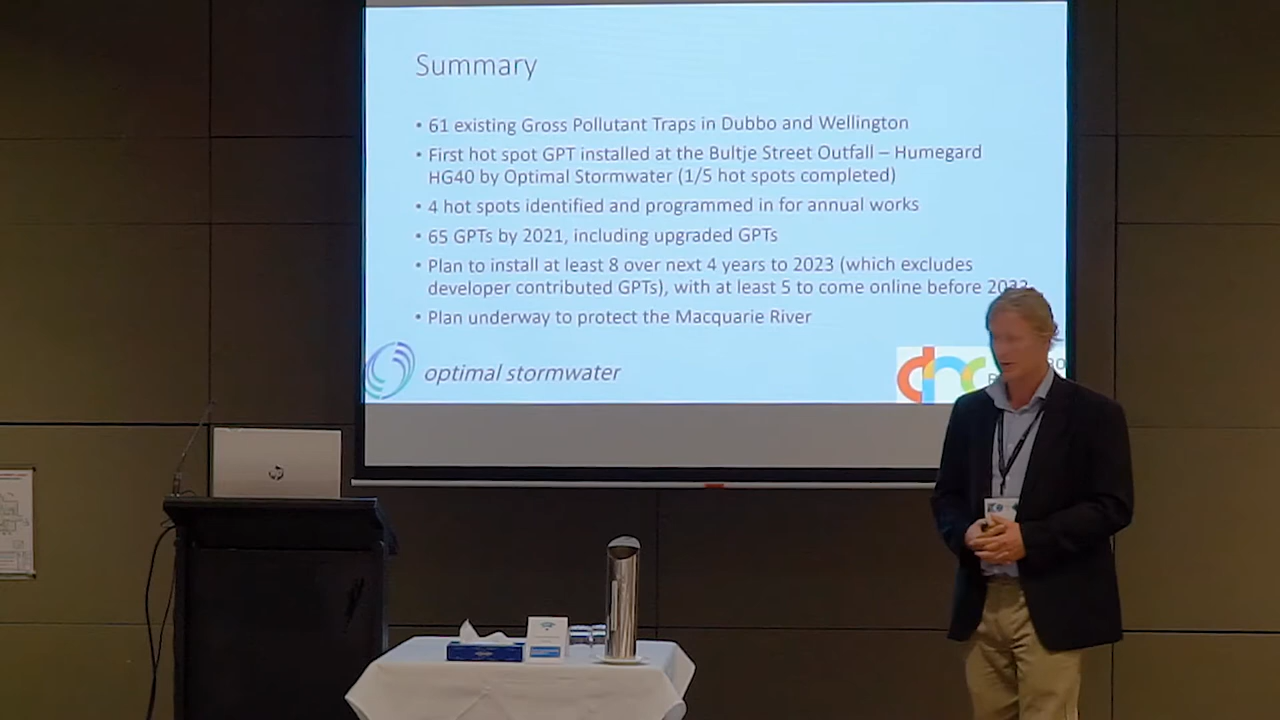 Summary
• 61 existing Gross Pollutant Traps in Dubbo and Wellington
• First hot spot GPT installed at the Bultje Street Outfall – Humegard
HG40 by Optimal Stormwater (1/5 hot spots completed)
• 4 hot spots identified and programmed in for annual works
• 65 GPTs by 2021, including upgraded GPTs
• Plan to install at least 8 over next 4 years to 2023 (which excludes
developer contributed GPTs), with at least 5 to come online before
• Plan underway to protect the Macquarie River
optimal stormwater
drc
hp